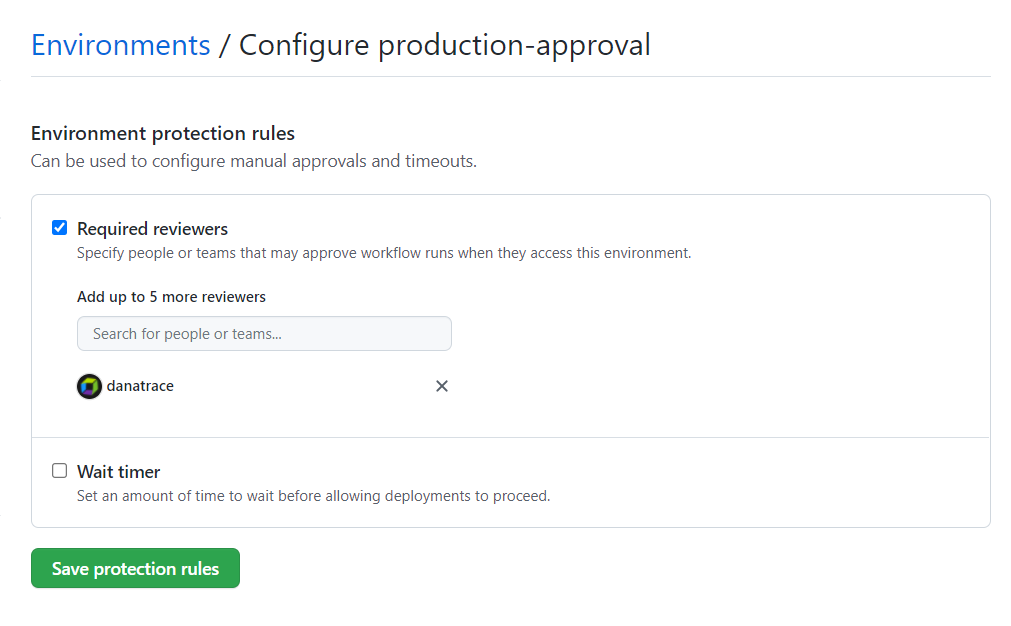 Environments / Configure production-approval
Environment protection rules
Can be used to configure manual approvals and timeouts.
Required reviewers
Specify people or teams that may approve workflow runs when they access this environment.
Add up to 5 more reviewers
Search for people or teams...
danatrace
Wait timer
Set an amount of time to wait before allowing deployments to proceed.
Save protection rules